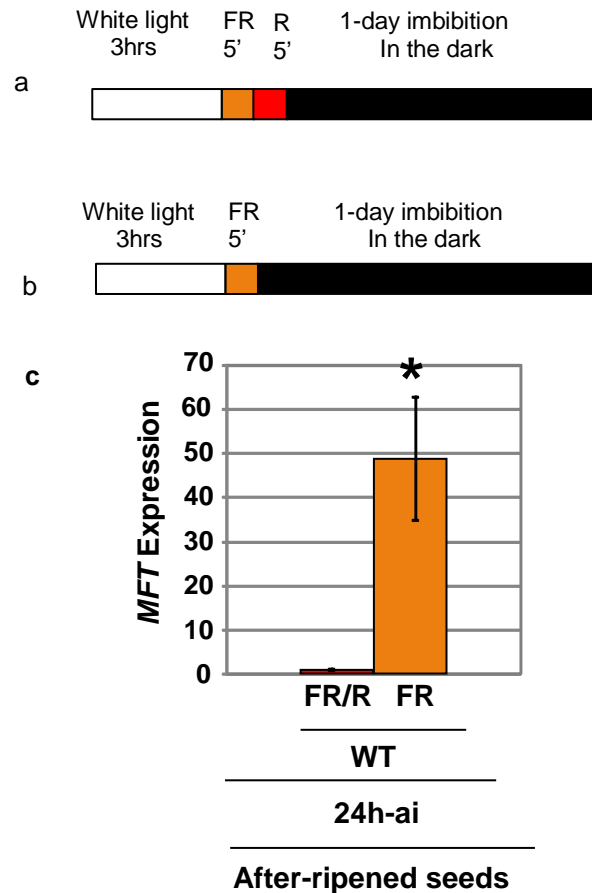 White light FR R 1-day imbibition
3hrs 5’ 5’ In the dark
a
White light FR 1-day imbibition
3hrs 5’ In the dark
b
c
70
*
60
50
40
30
20
10
0
MFT Expression
FR/R FR
WT
24h-ai
After-ripened seeds